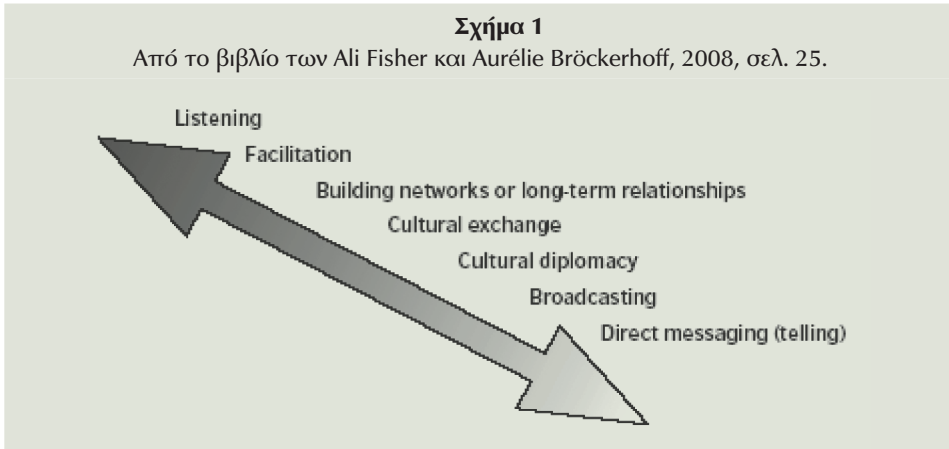 Σχήμα 1
Από το βιβλίο των Ali Fisher και Aurélie Bröckerhoff, 2008, σελ. 25.
Listening
Facilitation
Building networks or long-term relationships
Cultural exchange
Cultural diplomacy
Broadcasting
Direct messaging (telling)